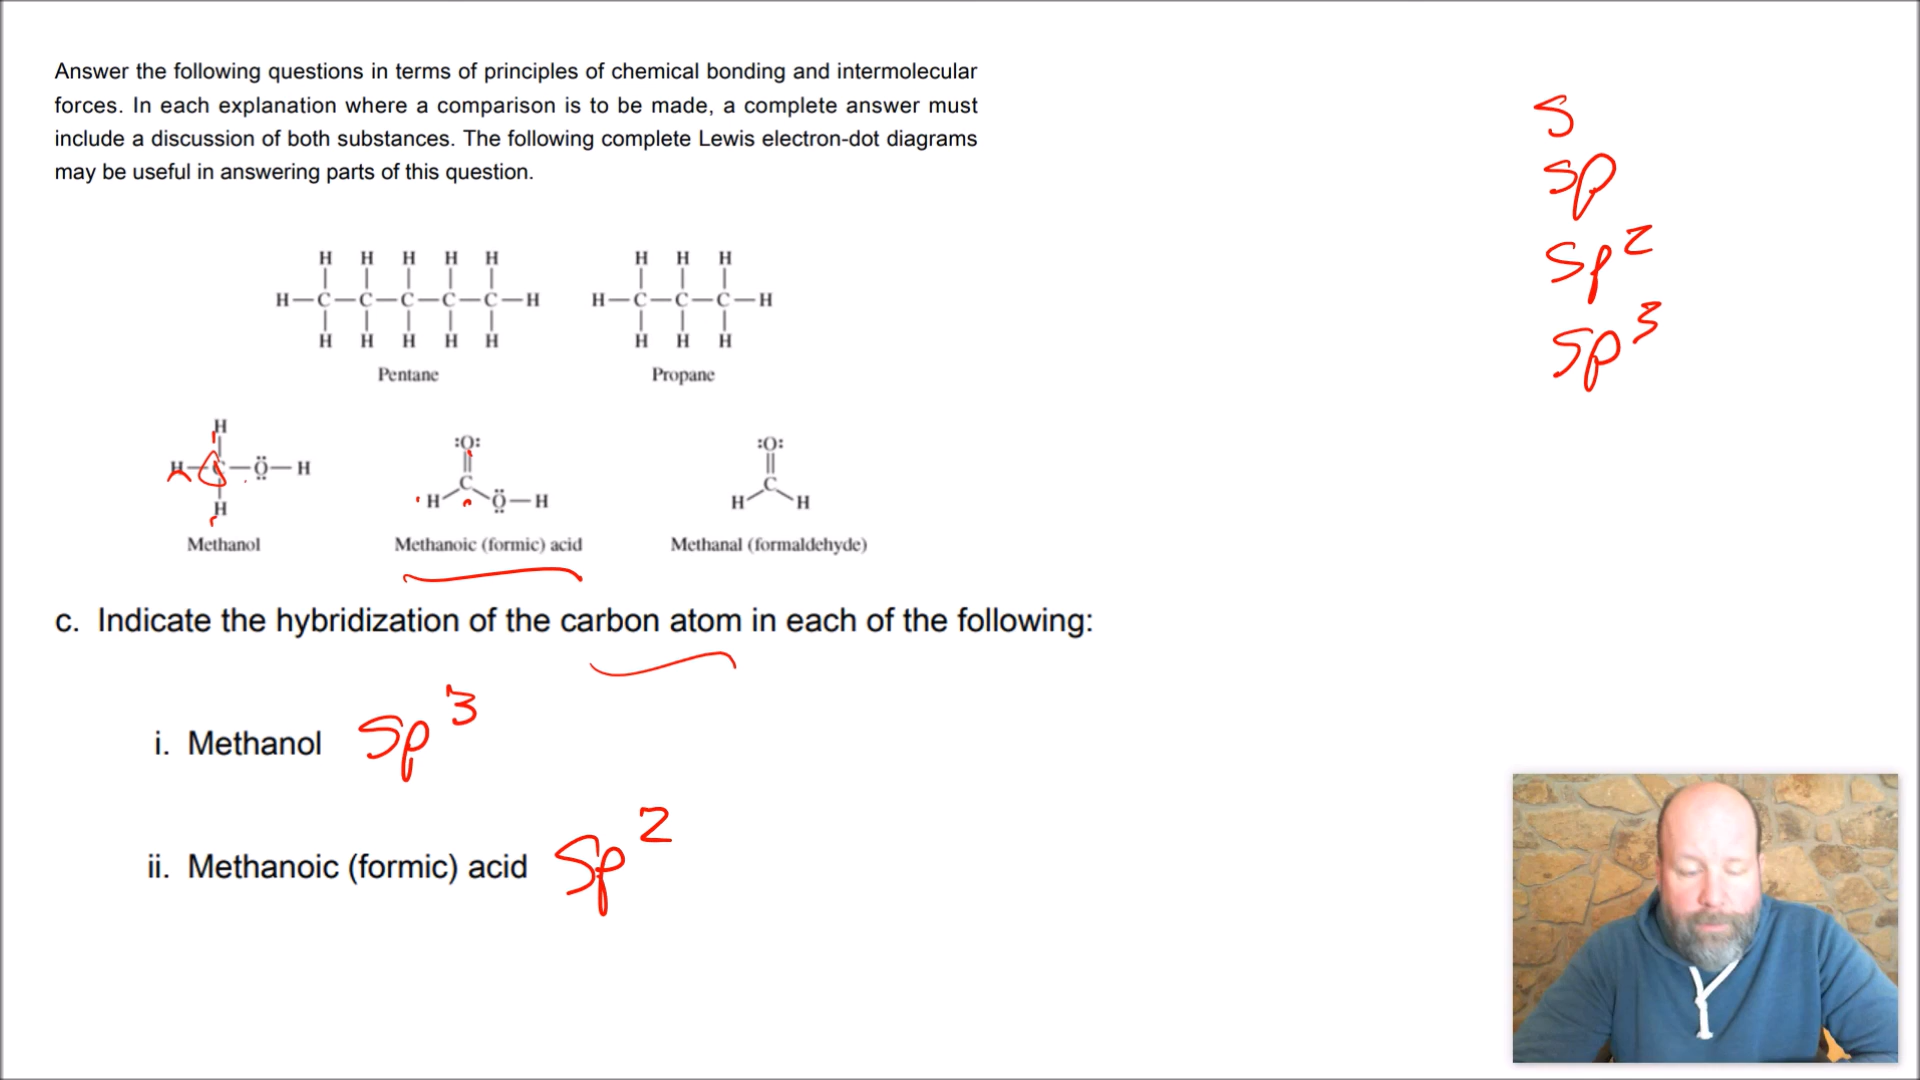 Answer the following questions in terms of principles of chemical bonding and intermolecular
forces. In each explanation where a comparison is to be made, a complete answer must
include a discussion of both substances. The following complete Lewis electron-dot diagrams
may be useful in answering parts of this question.
S
Sp
Sp²
Sp³
H H H H H
H—C—C—C—C—C—H
H H H H H
Pentane
H H H
H—C—C—C—H
H H H
Propane
H
H—C—Ö—H
H
Methanol
:O:
C
H Ö—H
Methanoic (formic) acid
:O:
C
H H
Methanal (formaldehyde)
c. Indicate the hybridization of the carbon atom in each of the following:
i. Methanol Sp³
ii. Methanoic (formic) acid Sp²